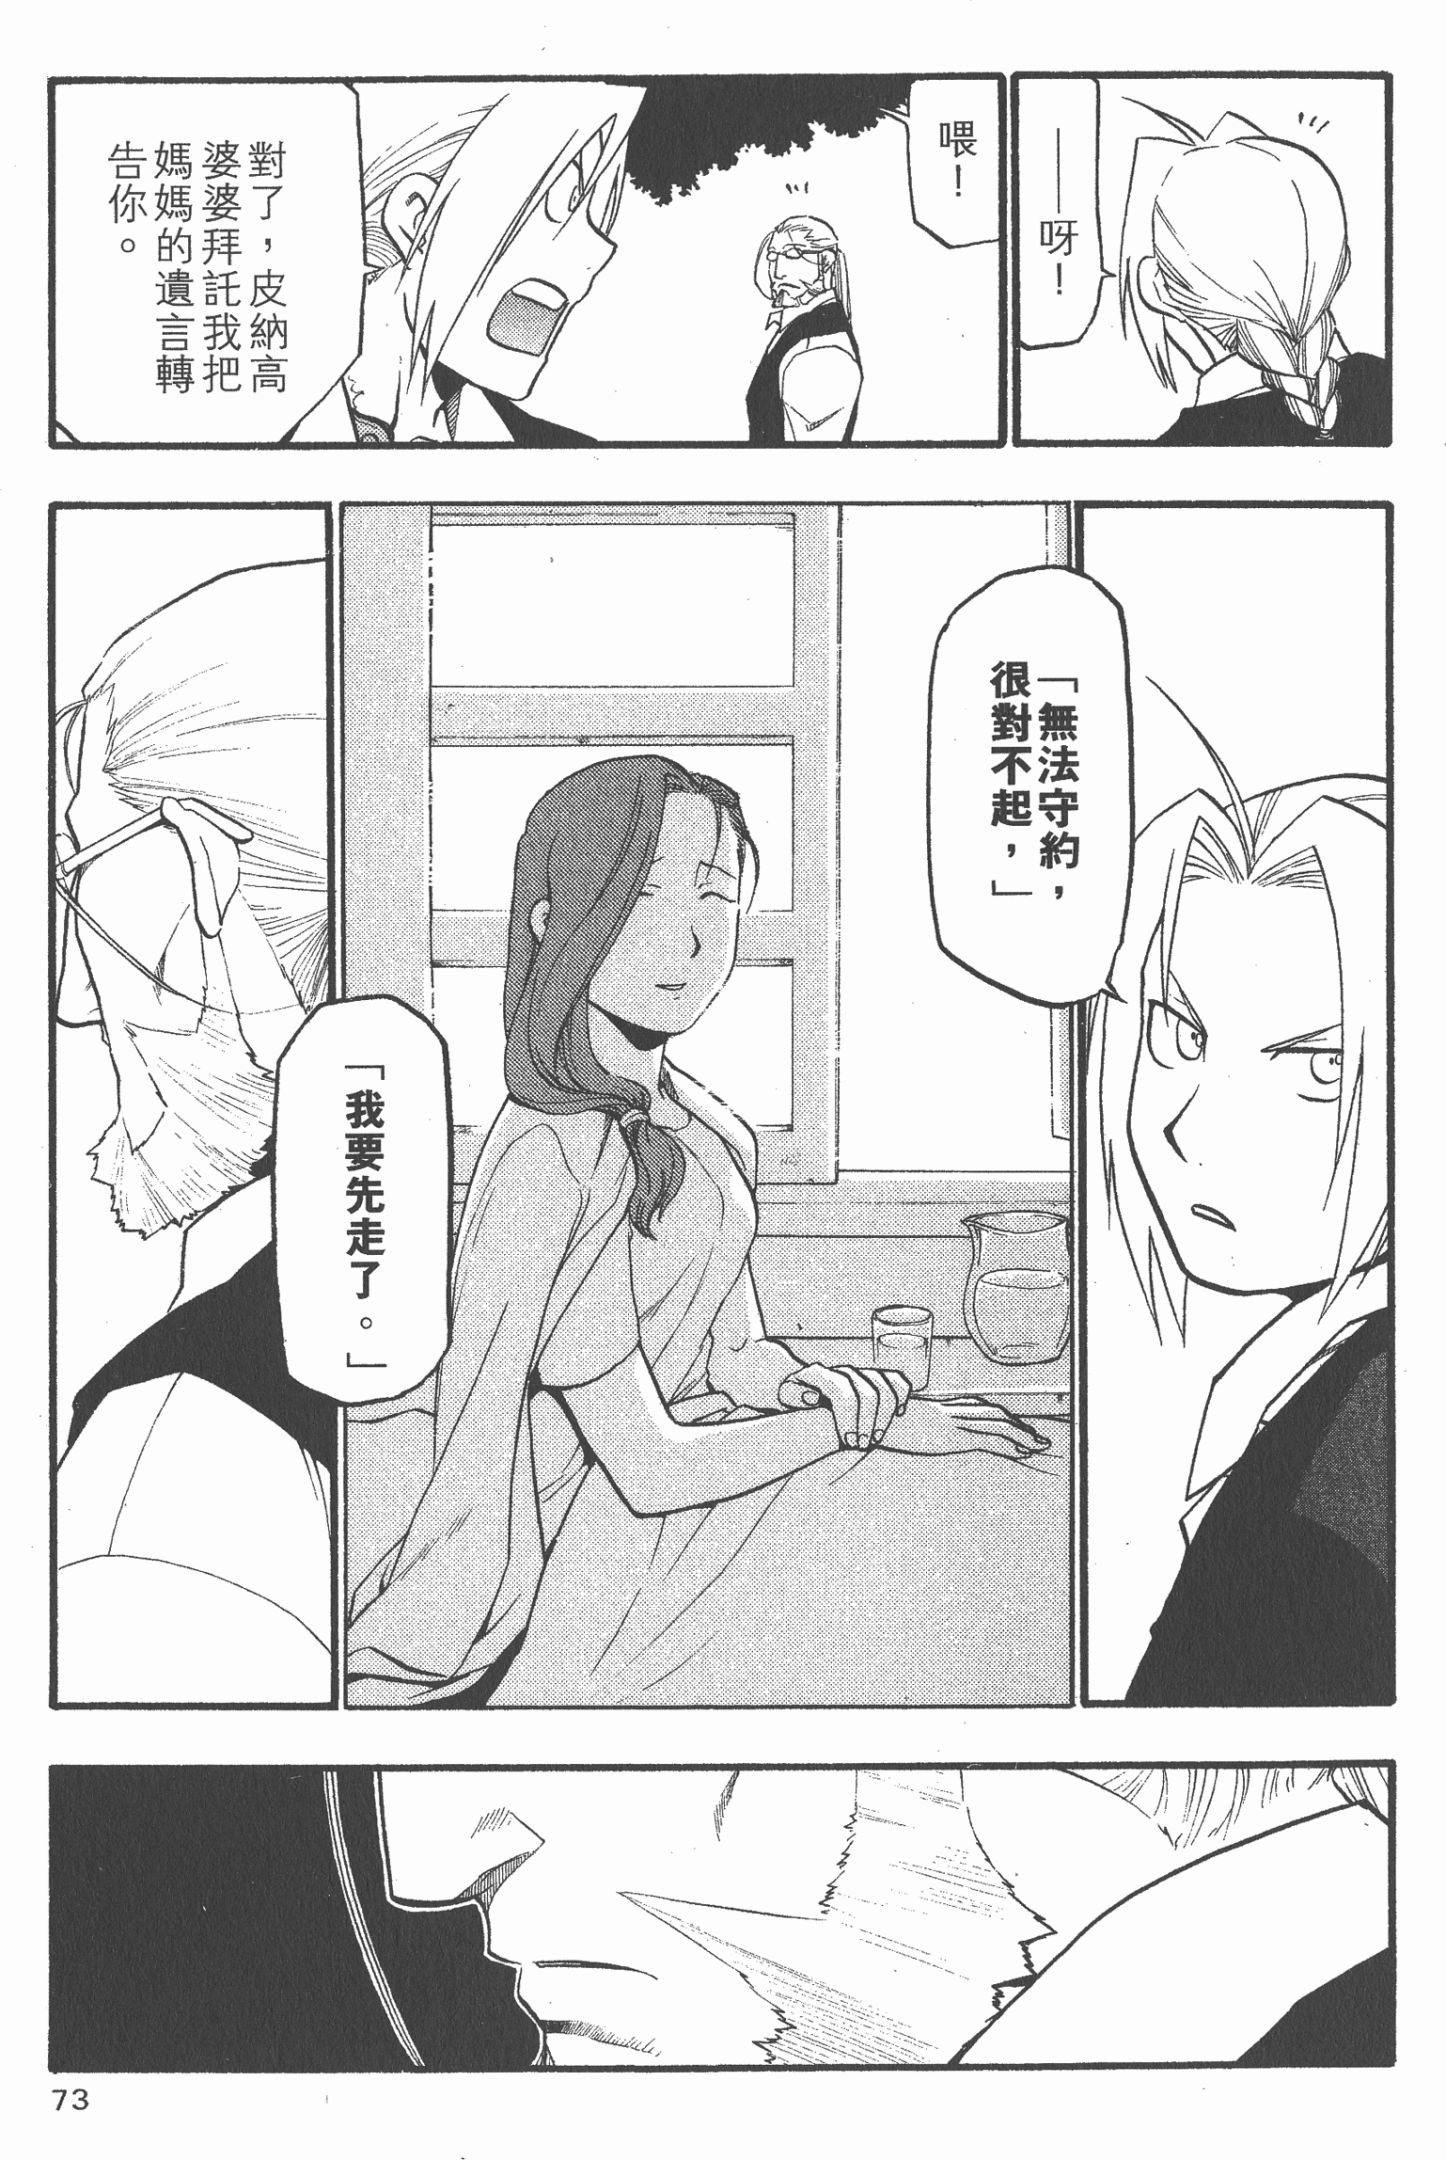 ——呀！
喂！
對了，皮納高
婆婆拜託我把
媽媽的遺言轉
告你。
「無法守約，
很對不起，」
「我要先走了。」
73